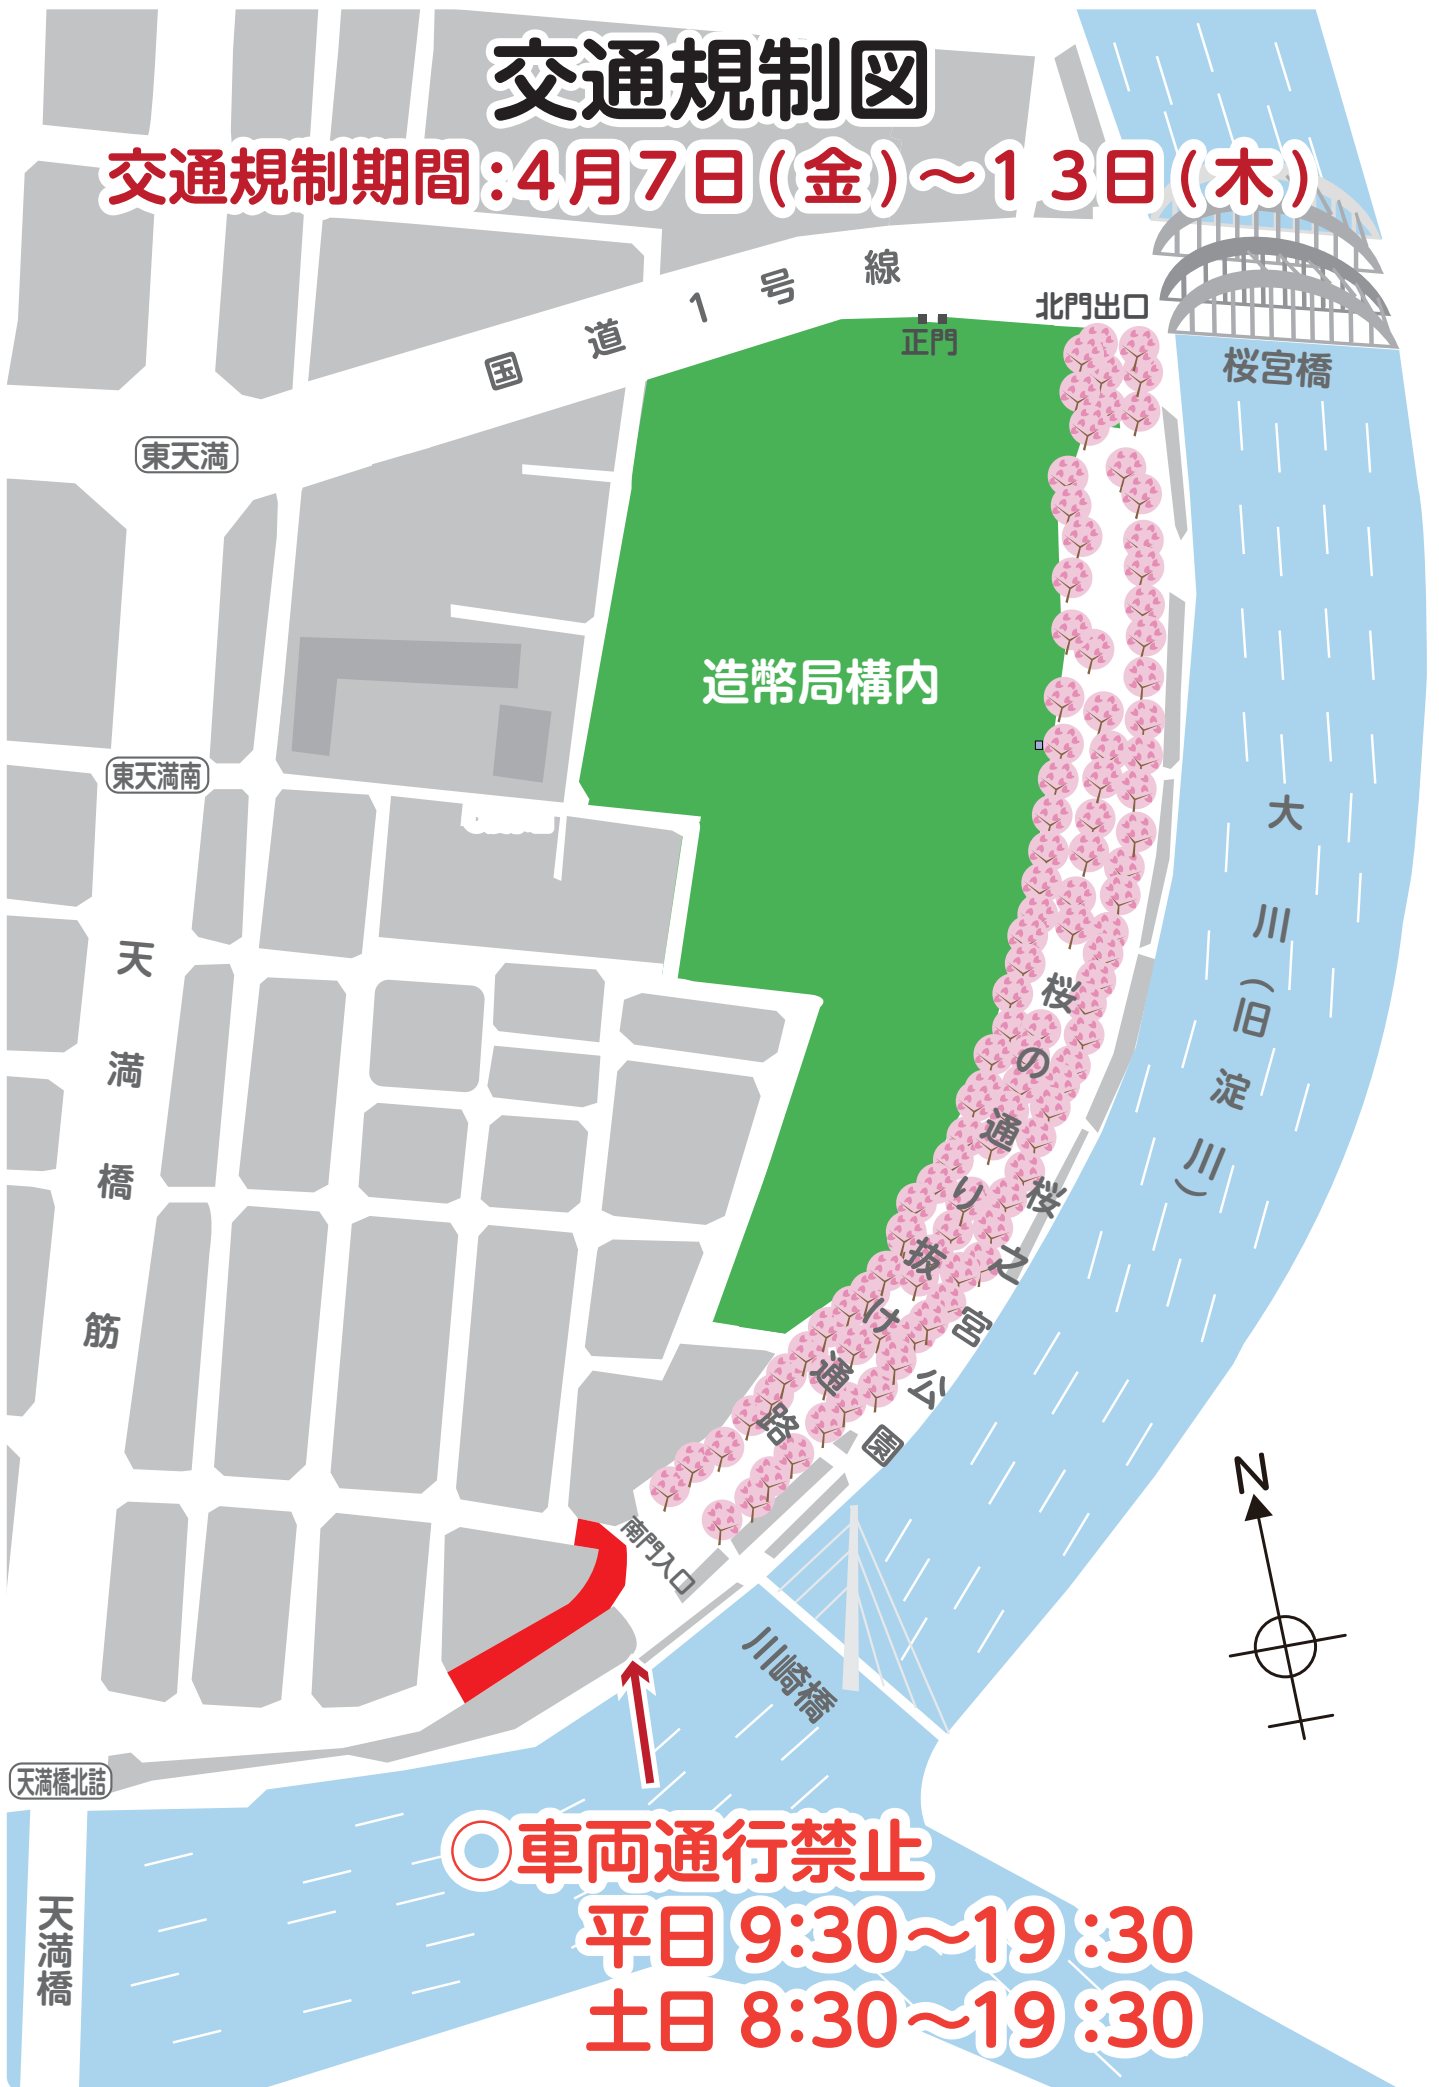 交通規制図
交通規制期間:4月7日(金)～13日(木)
国道1号線
正門
北門出口
桜宮橋
東天満
造幣局構内
東天満南
大川(旧淀川)
天満橋筋
桜の通り抜け通路
桜之宮公園
N
南門入口
川崎橋
天満橋北詰
天満橋
◎車両通行禁止
平日 9:30～19:30
土日 8:30～19:30